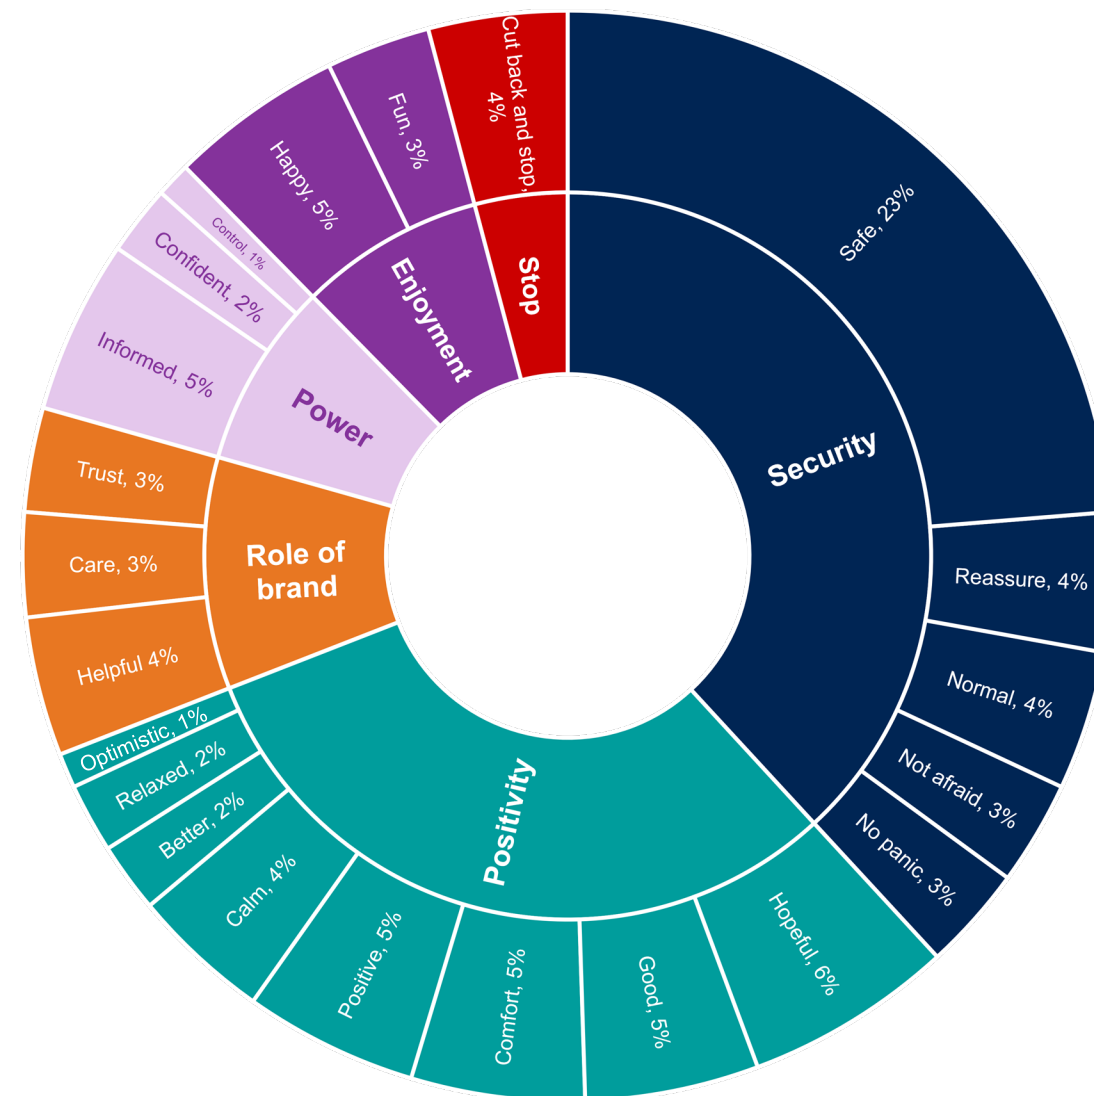 Security
Safe, 23%
Reassure, 4%
Normal, 4%
Not afraid, 3%
No panic, 3%
Positivity
Hopeful, 6%
Good, 5%
Comfort, 5%
Positive, 5%
Calm, 4%
Better, 2%
Relaxed, 2%
Optimistic, 1%
Role of
brand
Helpful 4%
Care, 3%
Trust, 3%
Power
Informed, 5%
Confident, 2%
Control, 1%
Enjoyment
Happy, 5%
Fun, 3%
Stop
Cut back and stop,
4%